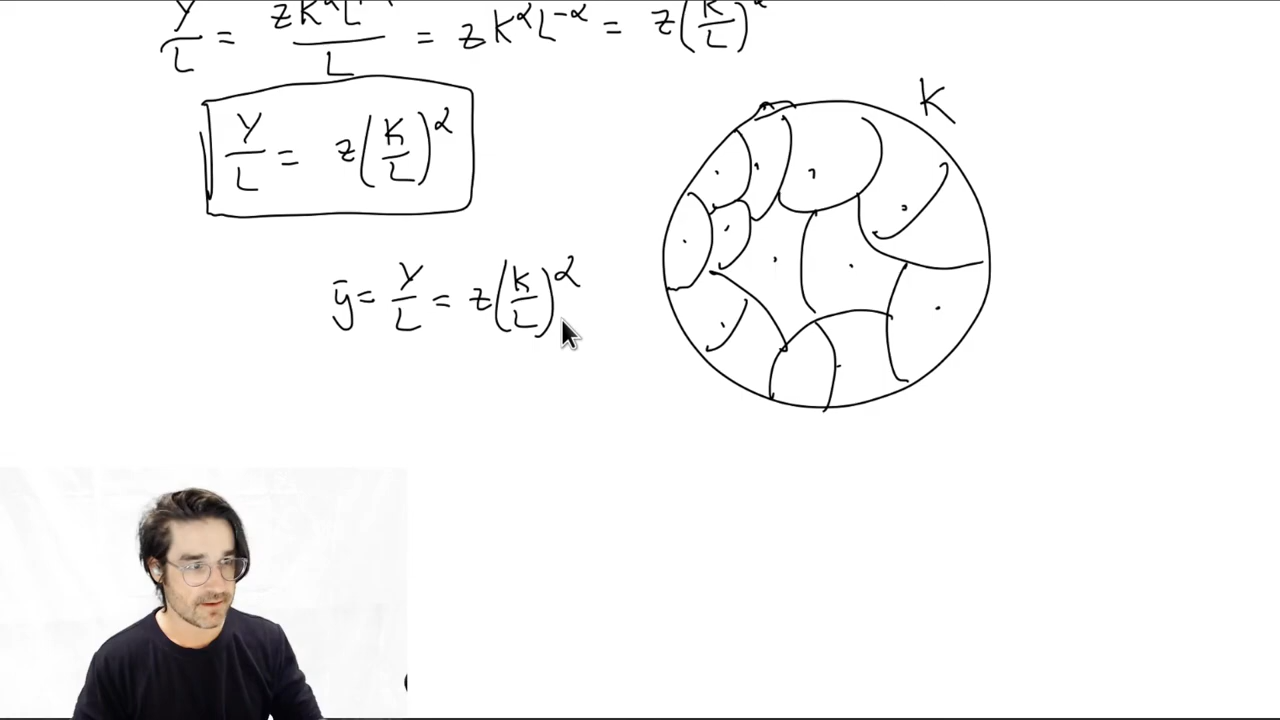 Y/L = zK^αL^1-α/L = zK^αL^-α = z(K/L)^α
Y/L = z(K/L)^α
K
ȳ = Y/L = z(K/L)^α